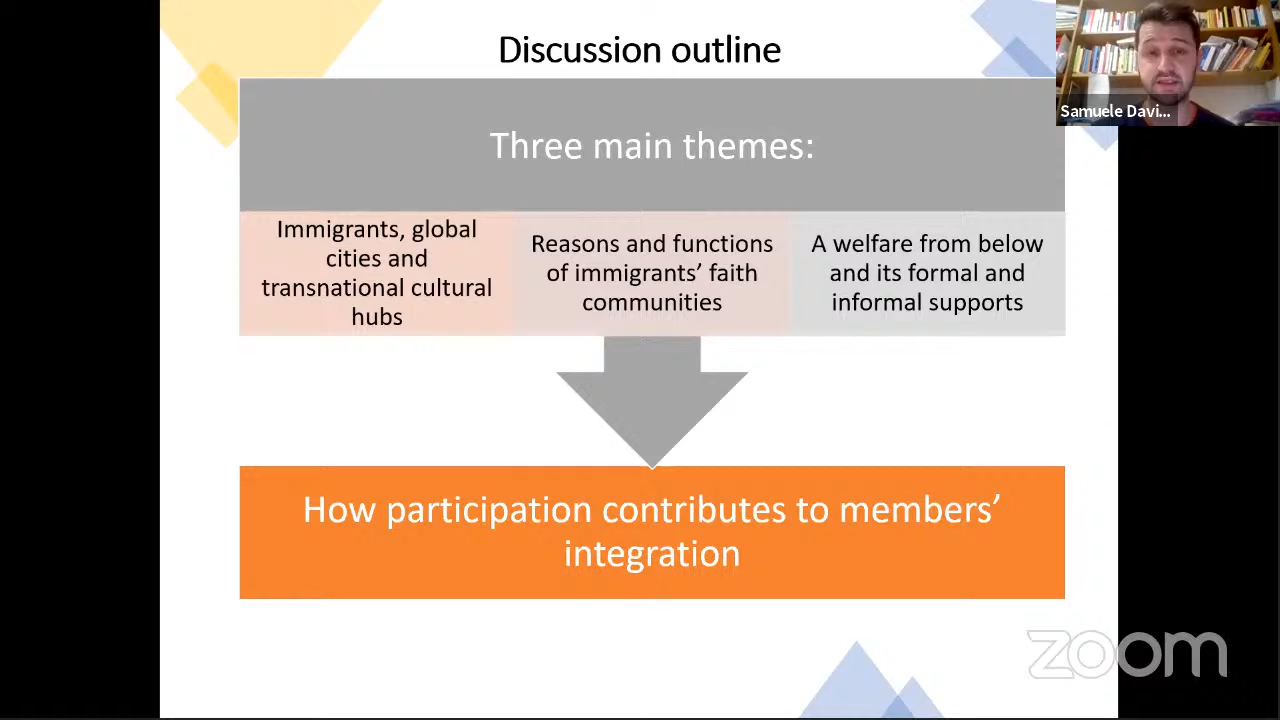 Discussion outline
Samuele Davi...
Three main themes:
Immigrants, global
cities and
transnational cultural
hubs
Reasons and functions
of immigrants’ faith
communities
A welfare from below
and its formal and
informal supports
How participation contributes to members’
integration
zoom